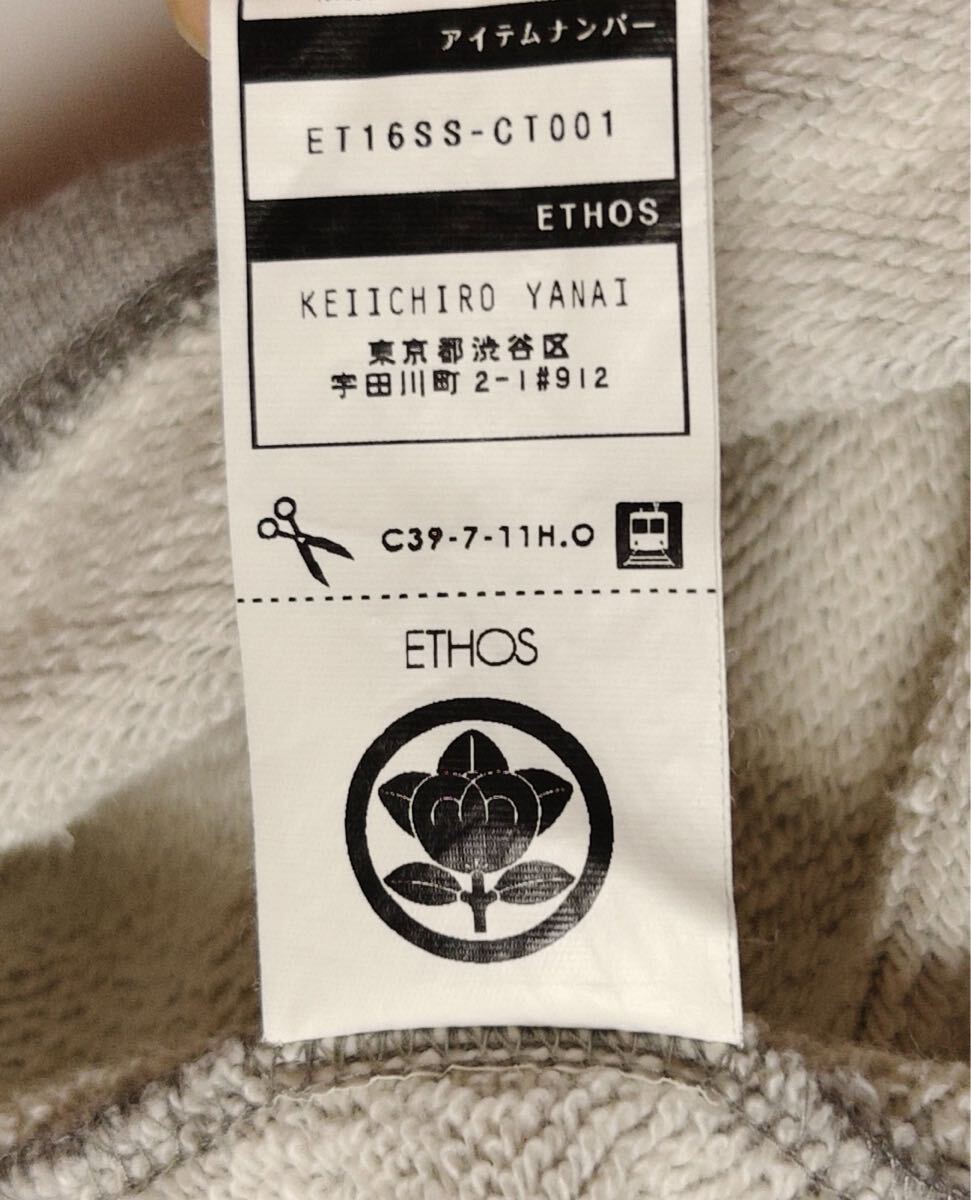 アイテムナンバー
ET16SS-CT001
ETHOS
KEIICHIRO YANAI
東京都渋谷区
宇田川町 2-1#912
C39-7-11H.O
ETHOS